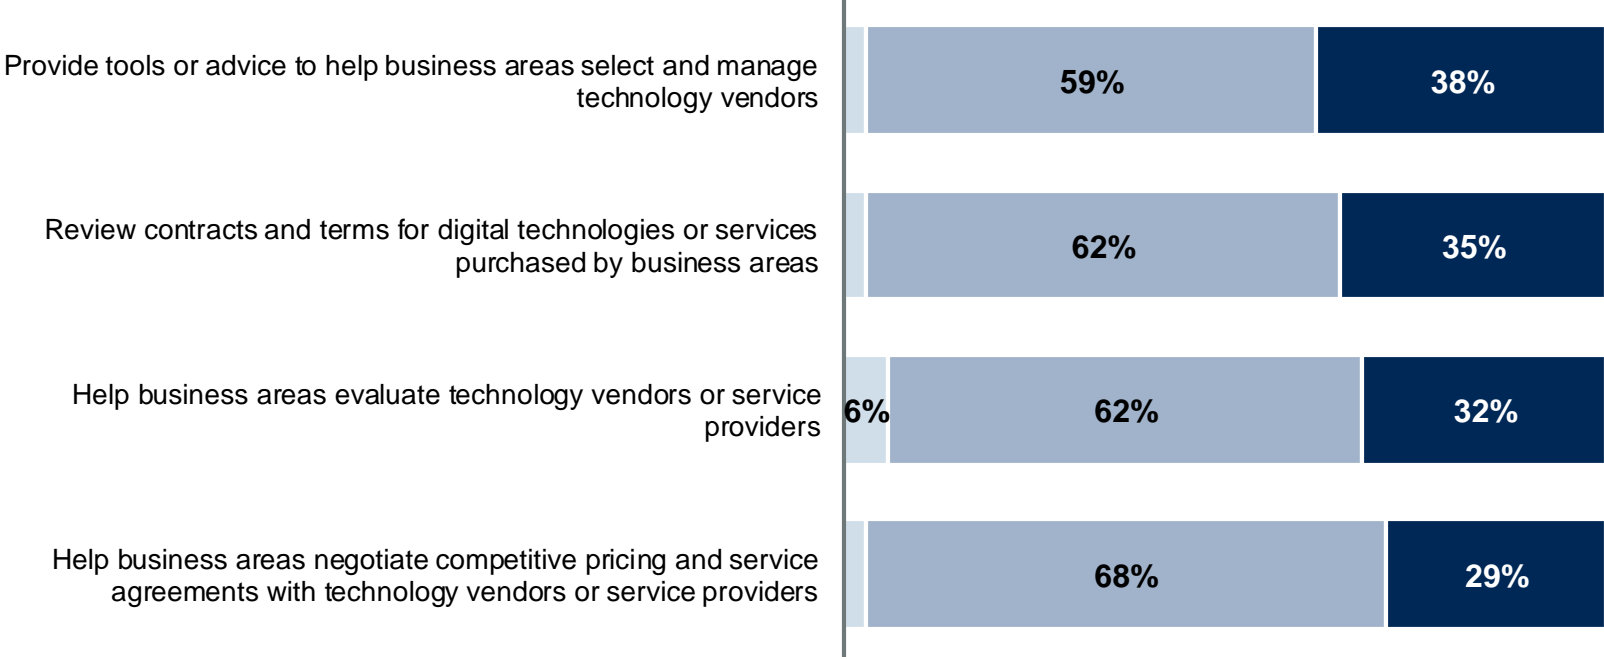 Provide tools or advice to help business areas select and manage
technology vendors
59%
38%
Review contracts and terms for digital technologies or services
purchased by business areas
62%
35%
Help business areas evaluate technology vendors or service
providers
6%
62%
32%
Help business areas negotiate competitive pricing and service
agreements with technology vendors or service providers
68%
29%